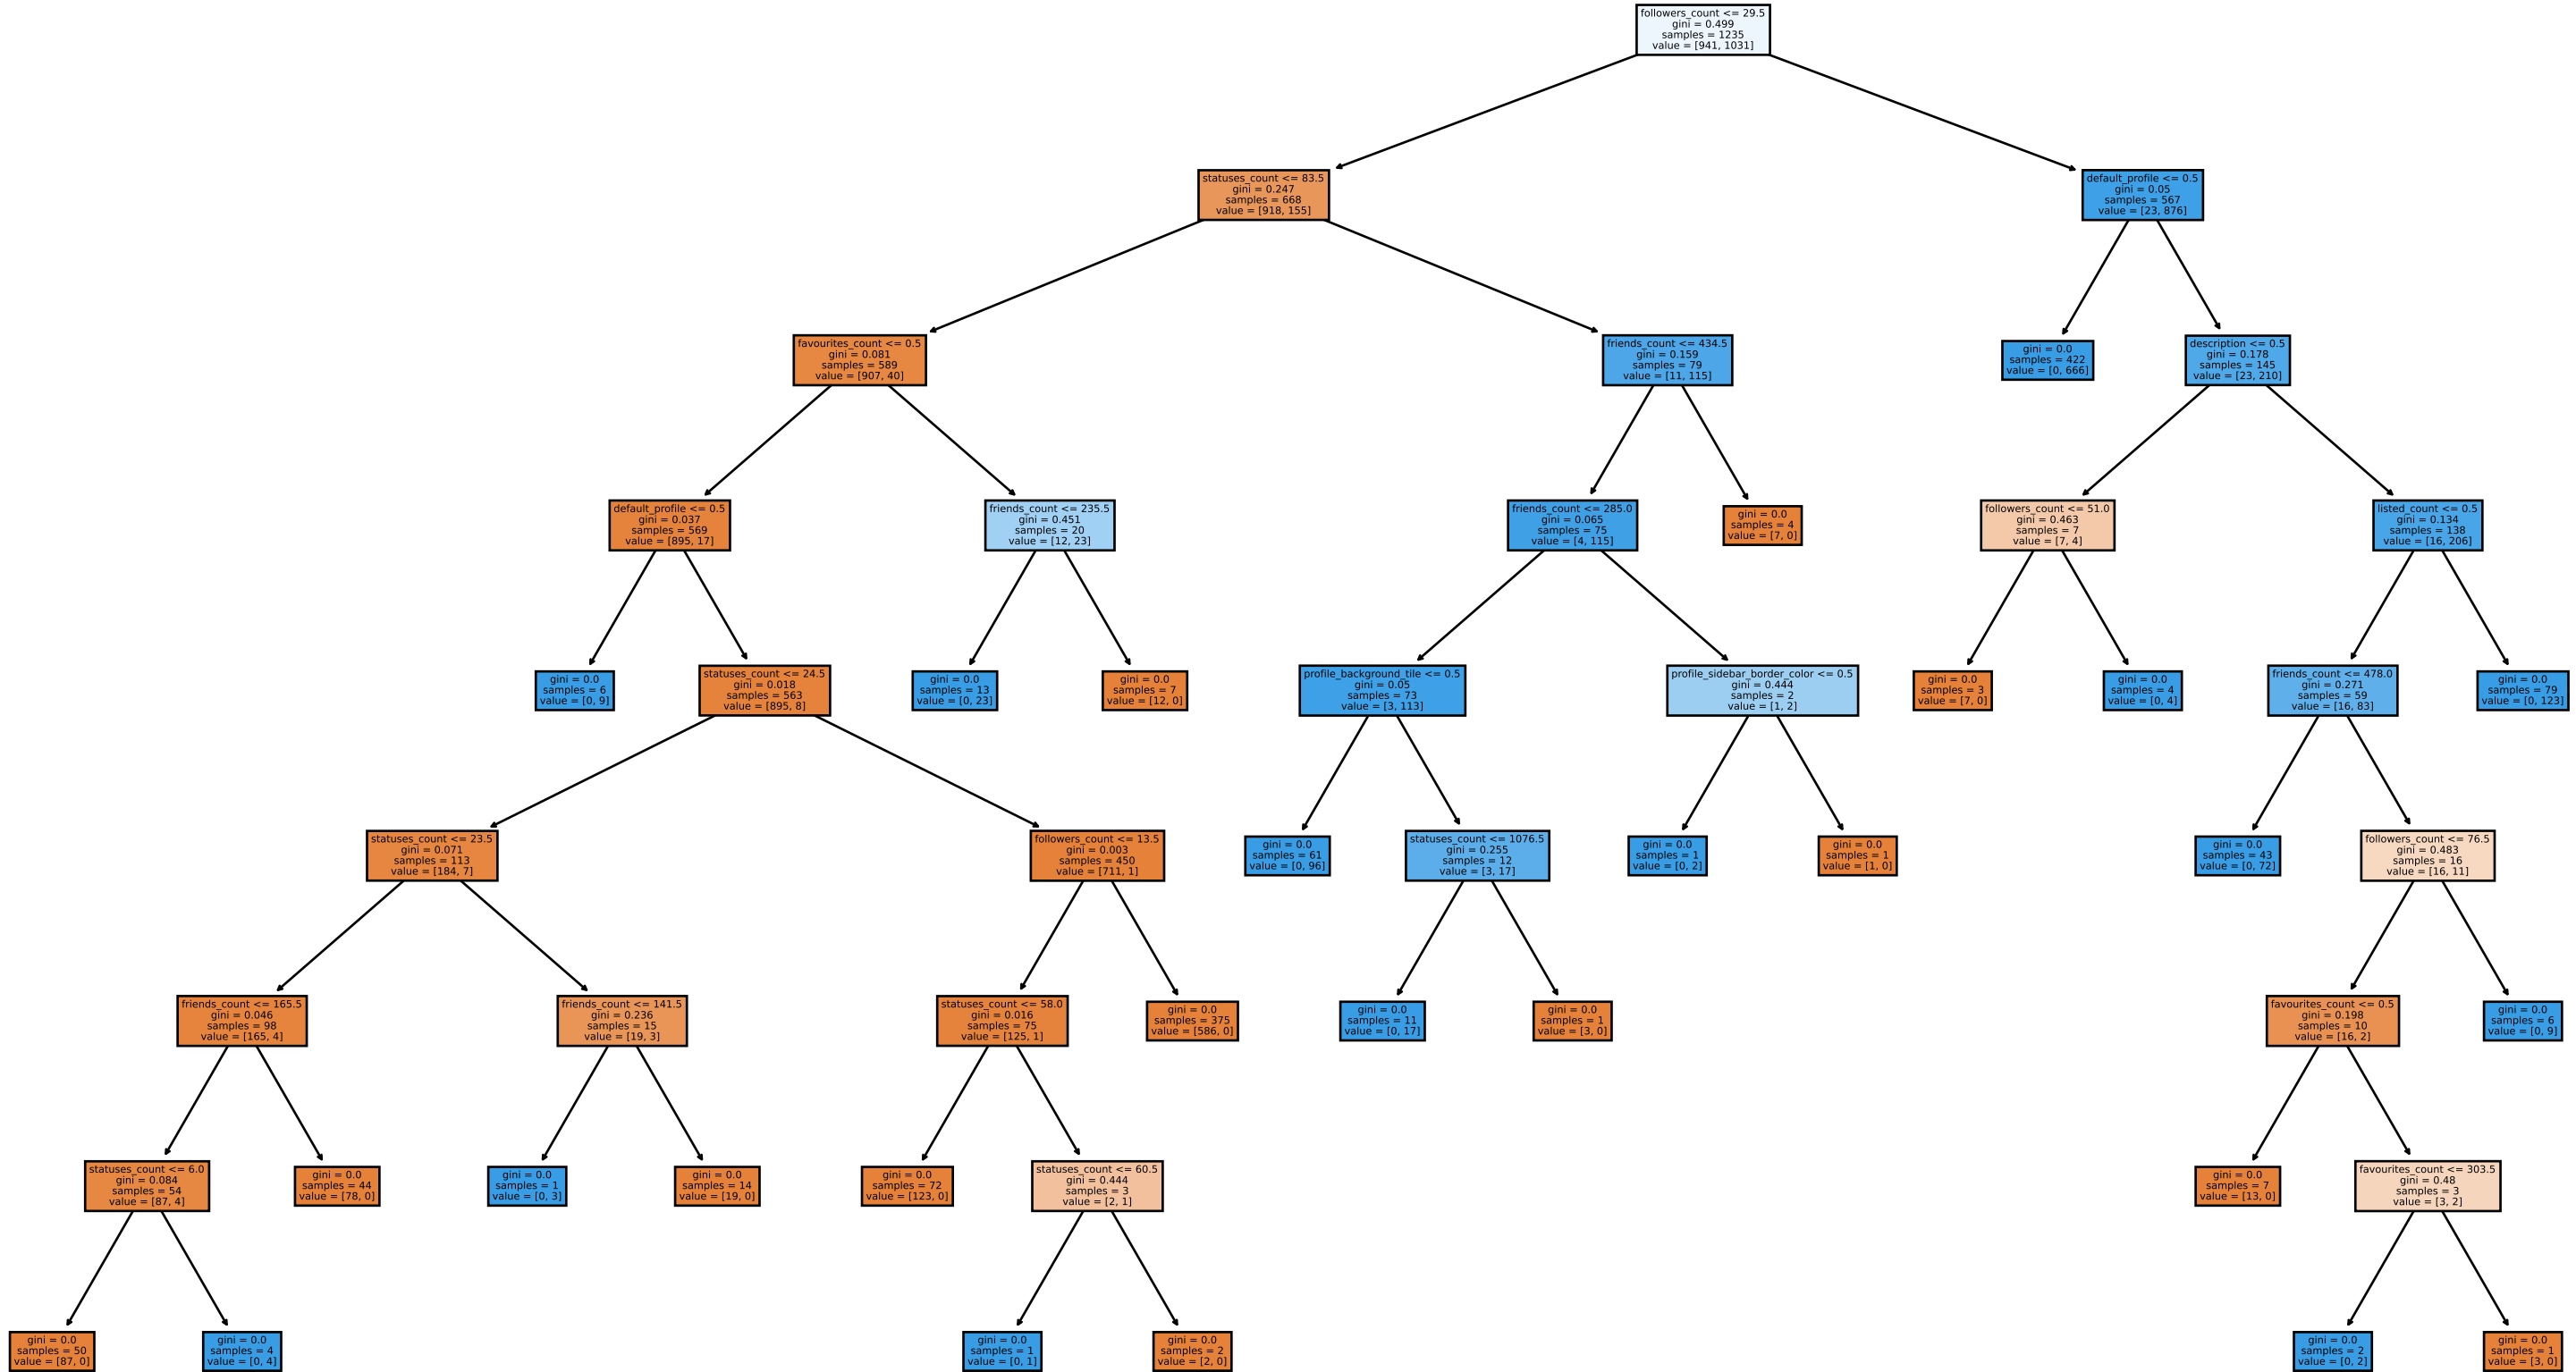 followers_count <= 29.5
gini = 0.499
samples = 1235
value = [941, 1031]
statuses_count <= 83.5
gini = 0.247
samples = 668
value = [918, 155]
default_profile <= 0.5
gini = 0.05
samples = 567
value = [23, 876]
favourites_count <= 0.5
gini = 0.081
samples = 589
value = [907, 40]
friends_count <= 434.5
gini = 0.159
samples = 79
value = [11, 115]
gini = 0.0
samples = 422
value = [0, 666]
description <= 0.5
gini = 0.178
samples = 145
value = [23, 210]
default_profile <= 0.5
gini = 0.037
samples = 569
value = [895, 17]
friends_count <= 235.5
gini = 0.451
samples = 20
value = [12, 23]
friends_count <= 285.0
gini = 0.065
samples = 75
value = [4, 115]
gini = 0.0
samples = 4
value = [7, 0]
followers_count <= 51.0
gini = 0.463
samples = 7
value = [7, 4]
listed_count <= 0.5
gini = 0.134
samples = 138
value = [16, 206]
gini = 0.0
samples = 6
value = [0, 9]
statuses_count <= 24.5
gini = 0.018
samples = 563
value = [895, 8]
gini = 0.0
samples = 13
value = [0, 23]
gini = 0.0
samples = 7
value = [12, 0]
profile_background_tile <= 0.5
gini = 0.05
samples = 73
value = [3, 113]
profile_sidebar_border_color <= 0.5
gini = 0.444
samples = 2
value = [1, 2]
gini = 0.0
samples = 3
value = [7, 0]
gini = 0.0
samples = 4
value = [0, 4]
friends_count <= 478.0
gini = 0.271
samples = 59
value = [16, 83]
gini = 0.0
samples = 79
value = [0, 123]
statuses_count <= 23.5
gini = 0.071
samples = 113
value = [184, 7]
followers_count <= 13.5
gini = 0.003
samples = 450
value = [711, 1]
gini = 0.0
samples = 61
value = [0, 96]
statuses_count <= 1076.5
gini = 0.255
samples = 12
value = [3, 17]
gini = 0.0
samples = 1
value = [0, 2]
gini = 0.0
samples = 1
value = [1, 0]
gini = 0.0
samples = 43
value = [0, 72]
followers_count <= 76.5
gini = 0.483
samples = 16
value = [16, 11]
friends_count <= 165.5
gini = 0.046
samples = 98
value = [165, 4]
friends_count <= 141.5
gini = 0.236
samples = 15
value = [19, 3]
statuses_count <= 58.0
gini = 0.016
samples = 75
value = [125, 1]
gini = 0.0
samples = 375
value = [586, 0]
gini = 0.0
samples = 11
value = [0, 17]
gini = 0.0
samples = 1
value = [3, 0]
favourites_count <= 0.5
gini = 0.198
samples = 10
value = [16, 2]
gini = 0.0
samples = 6
value = [0, 9]
statuses_count <= 6.0
gini = 0.084
samples = 54
value = [87, 4]
gini = 0.0
samples = 44
value = [78, 0]
gini = 0.0
samples = 1
value = [0, 3]
gini = 0.0
samples = 14
value = [19, 0]
gini = 0.0
samples = 72
value = [123, 0]
statuses_count <= 60.5
gini = 0.444
samples = 3
value = [2, 1]
gini = 0.0
samples = 7
value = [13, 0]
favourites_count <= 303.5
gini = 0.48
samples = 3
value = [3, 2]
gini = 0.0
samples = 50
value = [87, 0]
gini = 0.0
samples = 4
value = [0, 4]
gini = 0.0
samples = 1
value = [0, 1]
gini = 0.0
samples = 2
value = [2, 0]
gini = 0.0
samples = 2
value = [0, 2]
gini = 0.0
samples = 1
value = [3, 0]